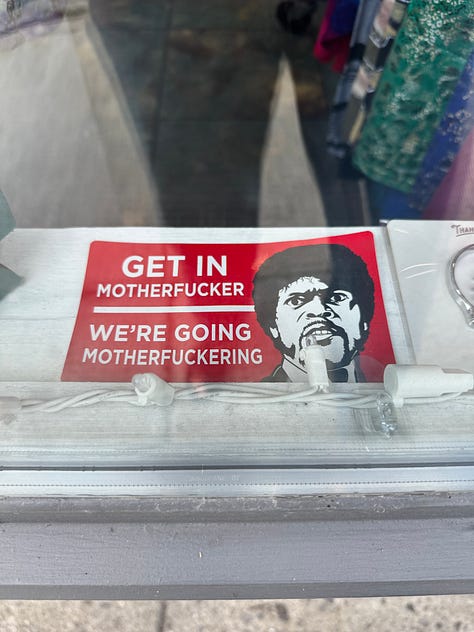 GET IN
MOTHERFUCKER
WE'RE GOING
MOTHERFUCKERING